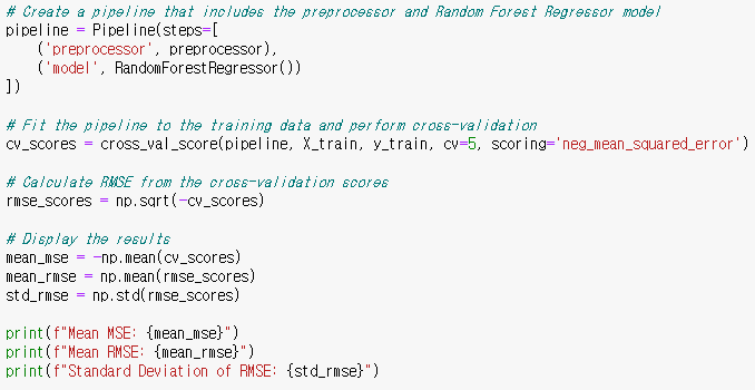 # Create a pipeline that includes the preprocessor and Random Forest Regressor model
pipeline = Pipeline(steps=[
    ('preprocessor', preprocessor),
    ('model', RandomForestRegressor())
])

# Fit the pipeline to the training data and perform cross-validation
cv_scores = cross_val_score(pipeline, X_train, y_train, cv=5, scoring='neg_mean_squared_error')

# Calculate RMSE from the cross-validation scores
rmse_scores = np.sqrt(-cv_scores)

# Display the results
mean_mse = -np.mean(cv_scores)
mean_rmse = np.mean(rmse_scores)
std_rmse = np.std(rmse_scores)

print(f"Mean MSE: {mean_mse}")
print(f"Mean RMSE: {mean_rmse}")
print(f"Standard Deviation of RMSE: {std_rmse}")